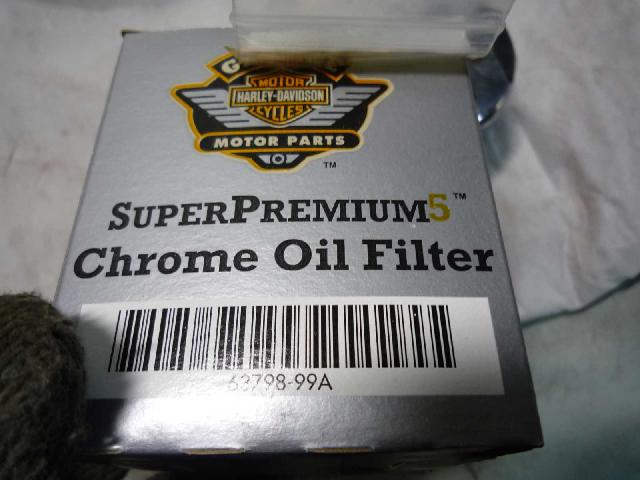 MOTOR
HARLEY-DAVIDSON
CYCLES
MOTOR PARTS
TM
SUPERPREMIUM5™
Chrome Oil Filter
63798-99A